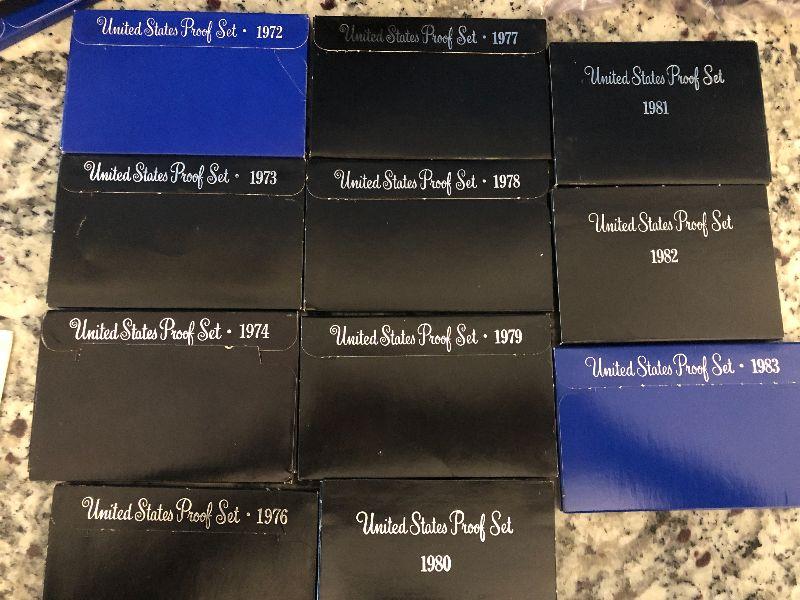 United States Proof Set • 1972
United States Proof Set • 1973
United States Proof Set • 1974
United States Proof Set • 1976
United States Proof Set • 1977
United States Proof Set • 1978
United States Proof Set • 1979
United States Proof Set
1980
United States Proof Set
1981
United States Proof Set
1982
United States Proof Set • 1983